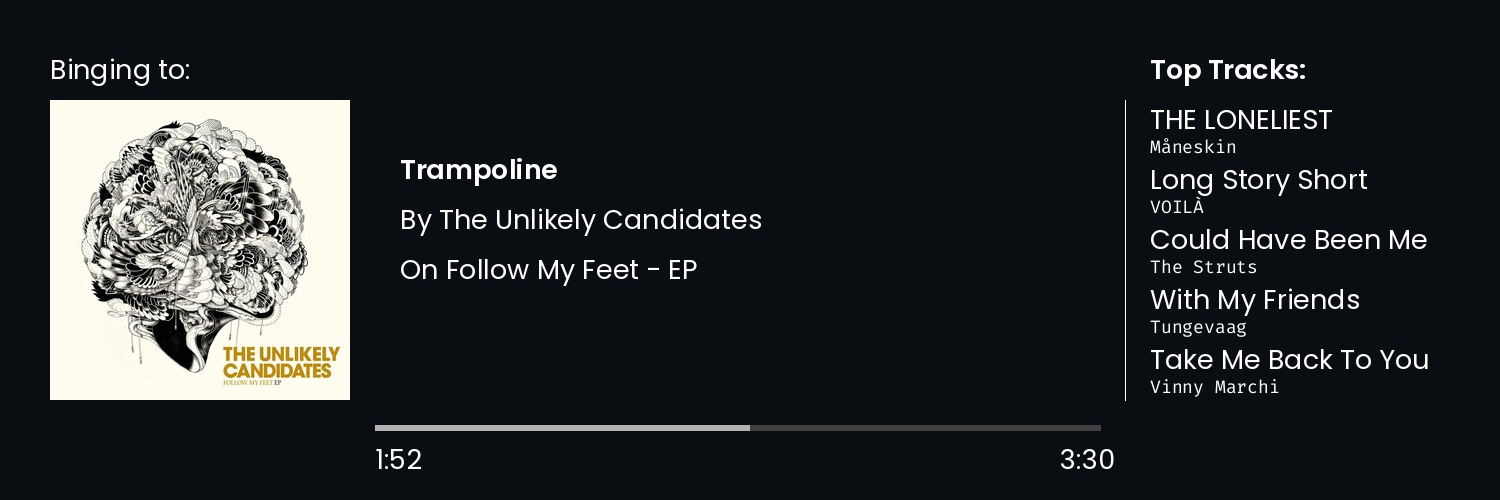 Binging to:
THE UNLIKELY
CANDIDATES
FOLLOW MY FEET EP
Trampoline
By The Unlikely Candidates
On Follow My Feet - EP
1:52
3:30
Top Tracks:
THE LONELIEST
Måneskin
Long Story Short
VOILÀ
Could Have Been Me
The Struts
With My Friends
Tungevaag
Take Me Back To You
Vinny Marchi